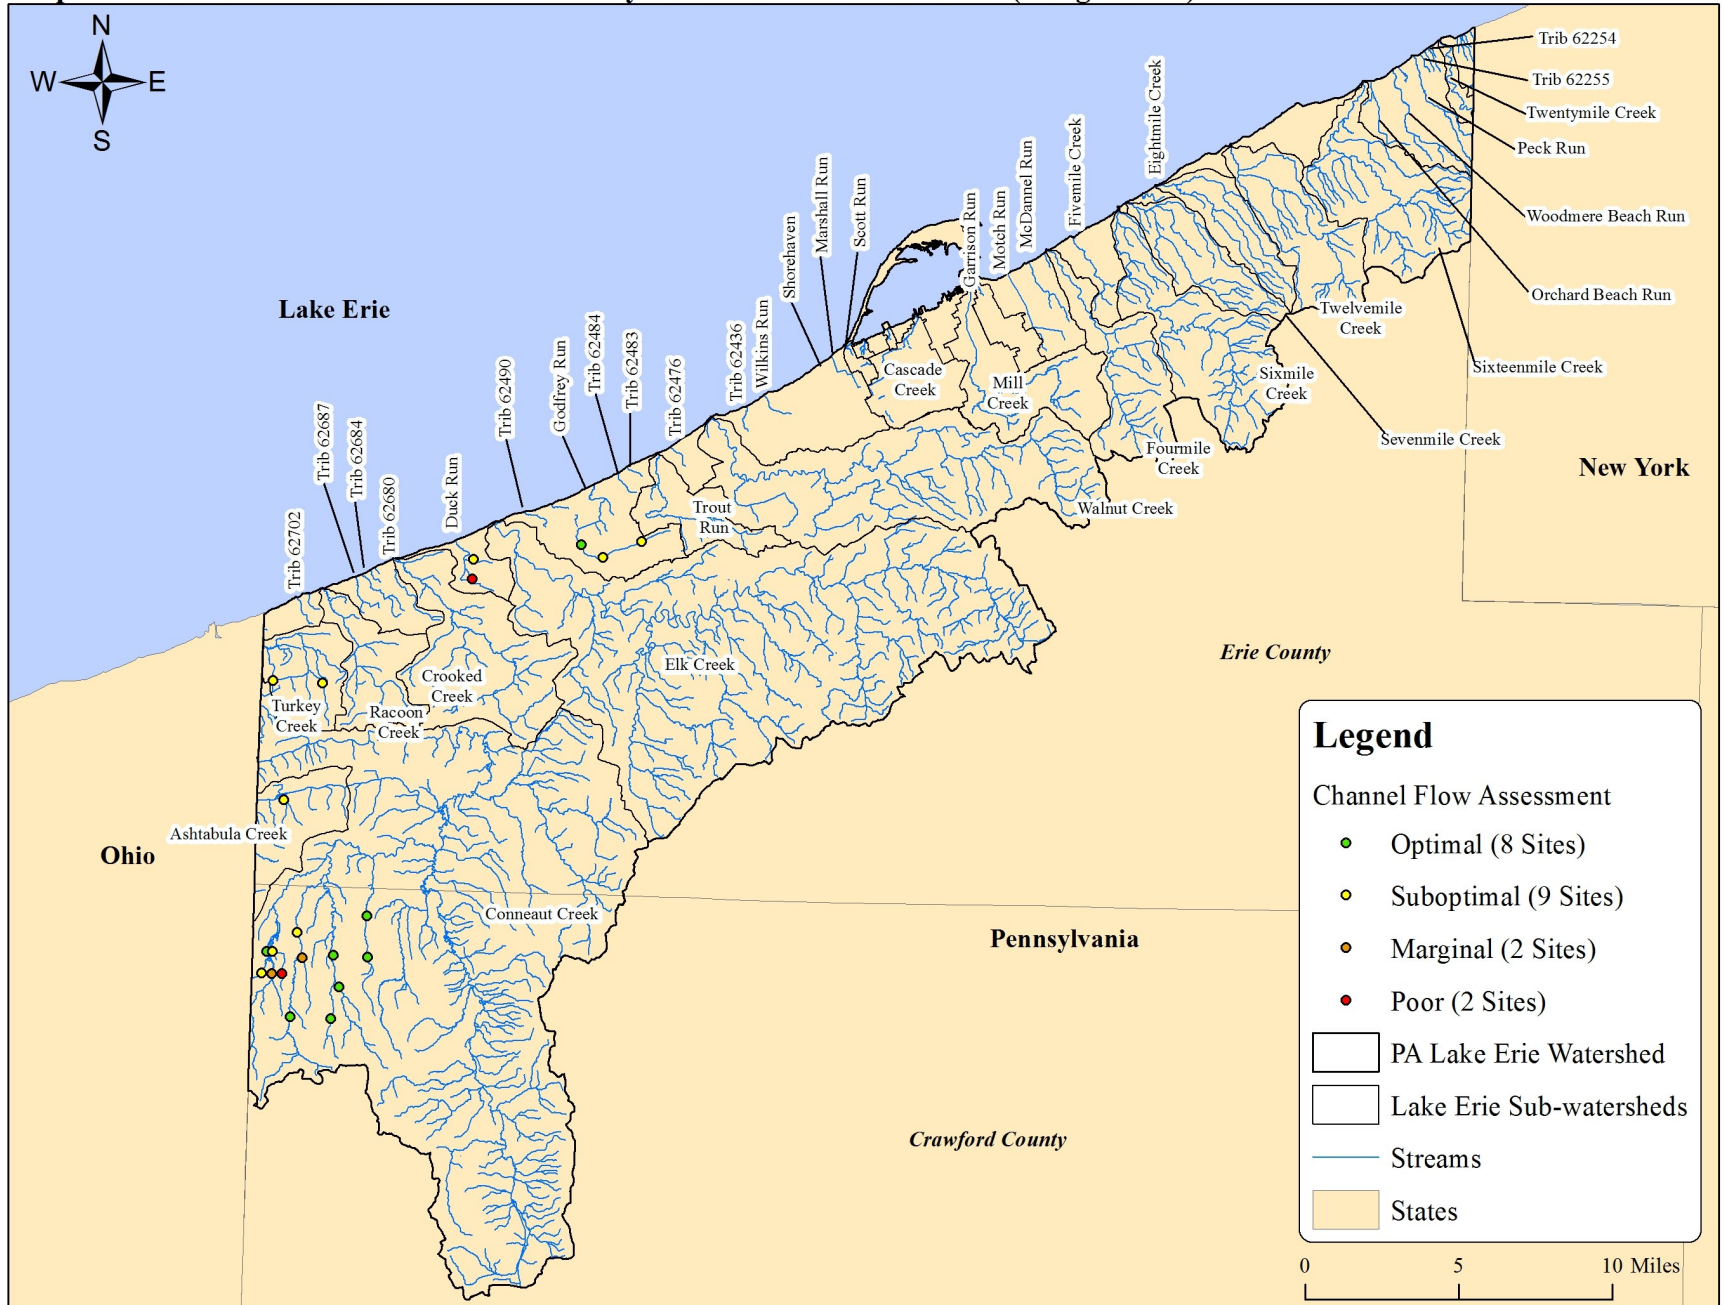 N
W E
S
Trib 62254
Trib 62255
Twentymile Creek
Peck Run
Woodmere Beach Run
Orchard Beach Run
Sixteenmile Creek
Sevenmile Creek
Eightmile Creek
Fivemile Creek
McDannel Run
Motch Run
Garrison Run
Scott Run
Marshall Run
Shorehaven
Wilkins Run
Trib 62436
Trib 62476
Trib 62483
Trib 62484
Godfrey Run
Trib 62490
Duck Run
Trib 62680
Trib 62684
Trib 62687
Trib 62702
Lake Erie
Twelvemile
Creek
Sixmile
Creek
Cascade
Creek
Mill
Creek
Fourmile
Creek
Walnut Creek
Trout
Run
New York
Elk Creek
Erie County
Crooked
Creek
Turkey
Creek
Racoon
Creek
Ashtabula Creek
Ohio
Conneaut Creek
Pennsylvania
Crawford County
Legend
Channel Flow Assessment
Optimal (8 Sites)
Suboptimal (9 Sites)
Marginal (2 Sites)
Poor (2 Sites)
PA Lake Erie Watershed
Lake Erie Sub-watersheds
Streams
States
0 5 10 Miles